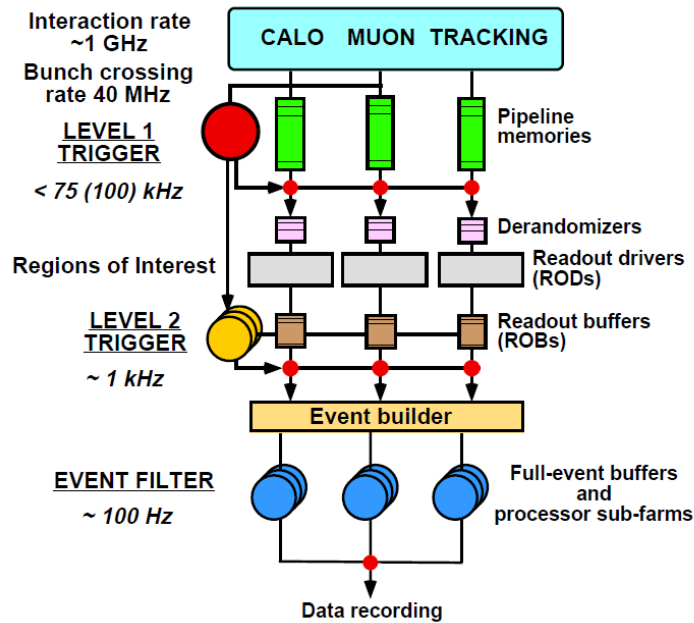 Interaction rate
~1 GHz
CALO MUON TRACKING
Bunch crossing
rate 40 MHz
Pipeline
memories
LEVEL 1
TRIGGER
< 75 (100) kHz
Derandomizers
Regions of Interest
Readout drivers
(RODs)
LEVEL 2
TRIGGER
Readout buffers
(ROBs)
~ 1 kHz
Event builder
EVENT FILTER
~ 100 Hz
Full-event buffers
and
processor sub-farms
Data recording